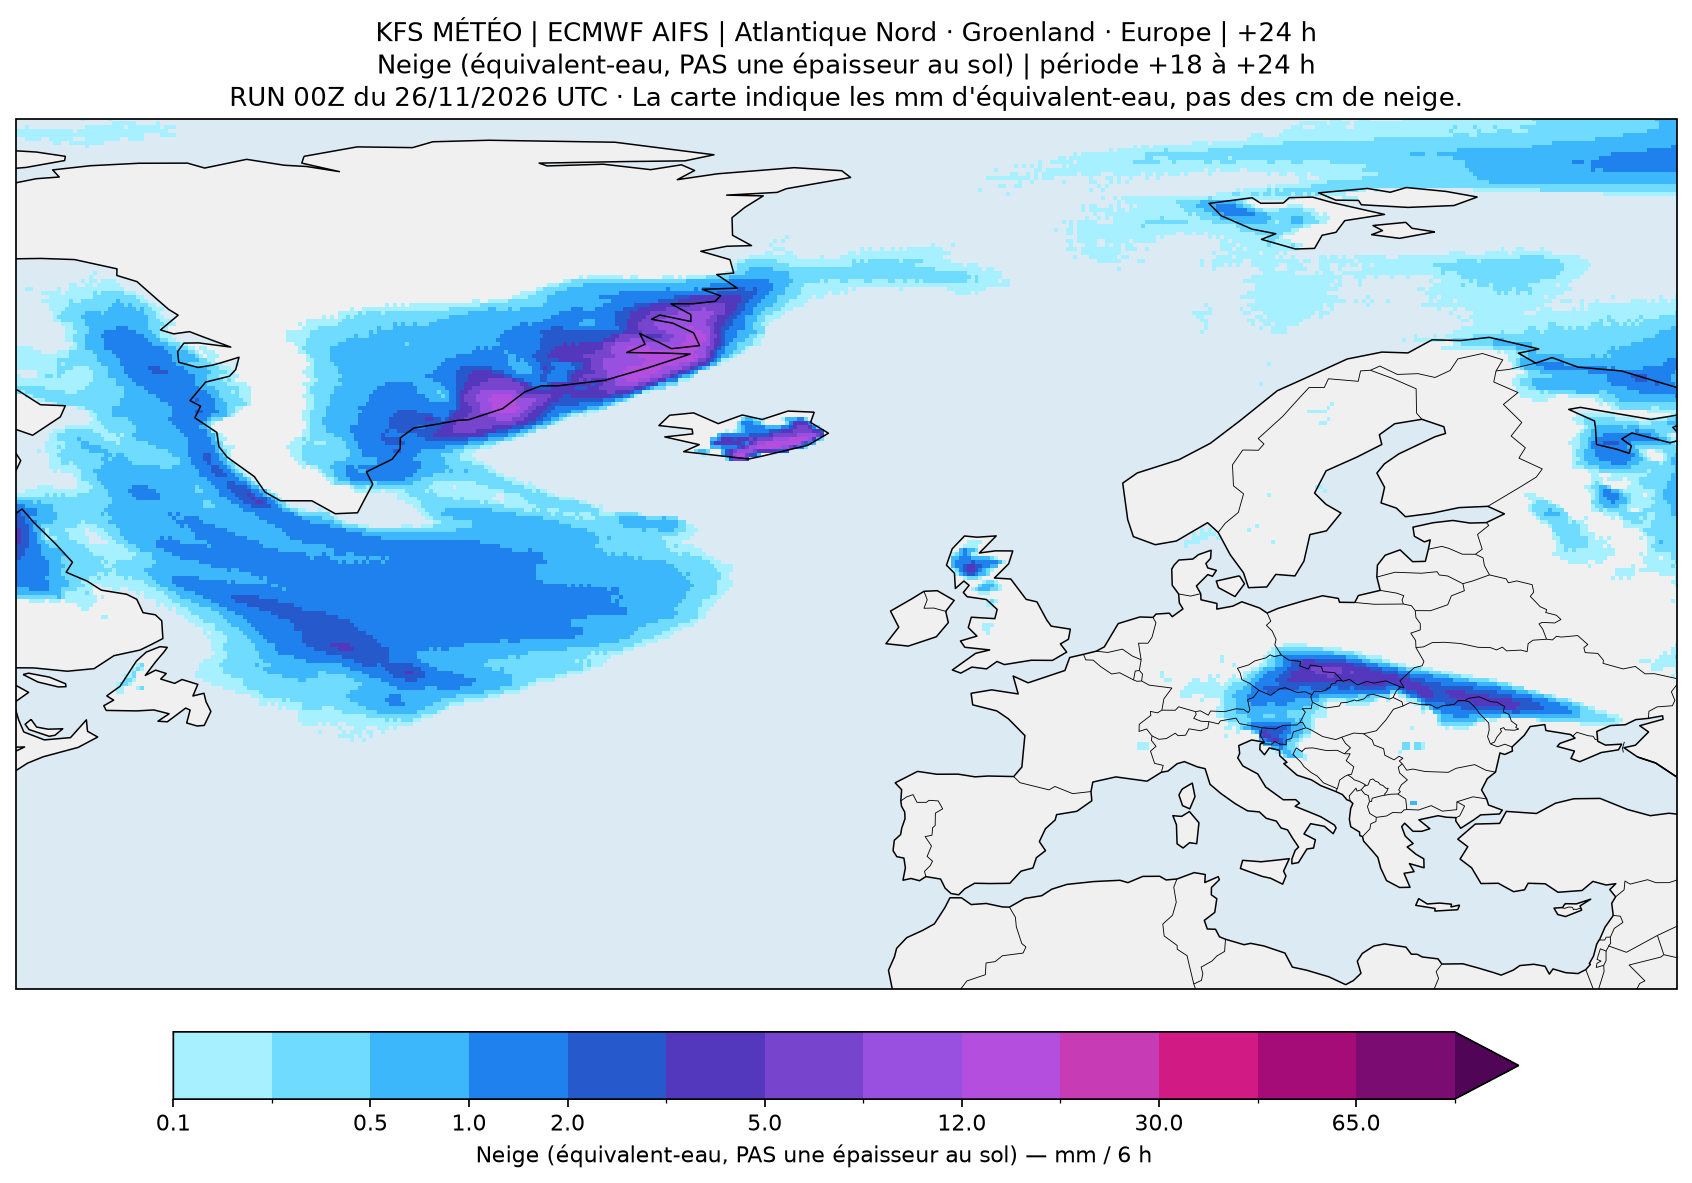 KFS MÉTÉO | ECMWF AIFS | Atlantique Nord · Groenland · Europe | +24 h
Neige (équivalent-eau, PAS une épaisseur au sol) | période +18 à +24 h
RUN 00Z du 26/11/2026 UTC · La carte indique les mm d'équivalent-eau, pas des cm de neige.
0.1 0.5 1.0 2.0 5.0 12.0 30.0 65.0
Neige (équivalent-eau, PAS une épaisseur au sol) — mm / 6 h